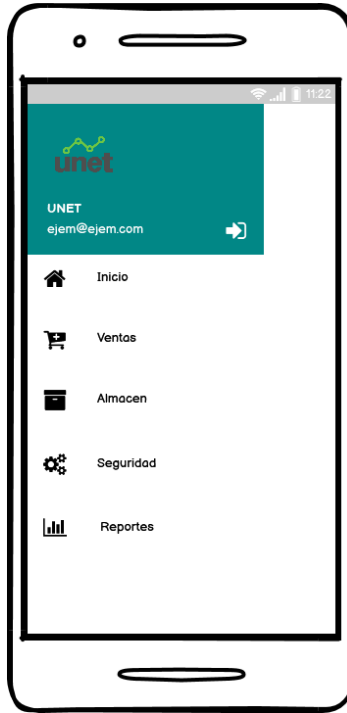 11:22
unet
UNET
ejem@ejem.com
Inicio
Ventas
Almacen
Seguridad
Reportes